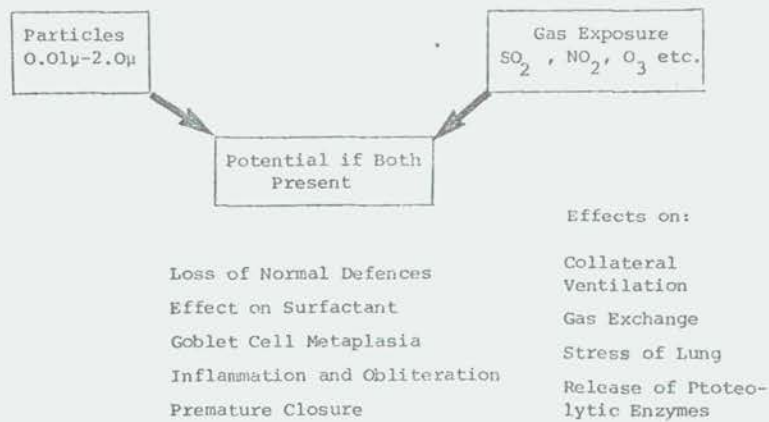 Particles
0.01µ-2.0µ
Gas Exposure
SO2 , NO2, O3 etc.
Potential if Both
Present
Loss of Normal Defences
Effect on Surfactant
Goblet Cell Metaplasia
Inflammation and Obliteration
Premature Closure
Effects on:
Collateral
Ventilation
Gas Exchange
Stress of Lung
Release of Ptoteo-
lytic Enzymes